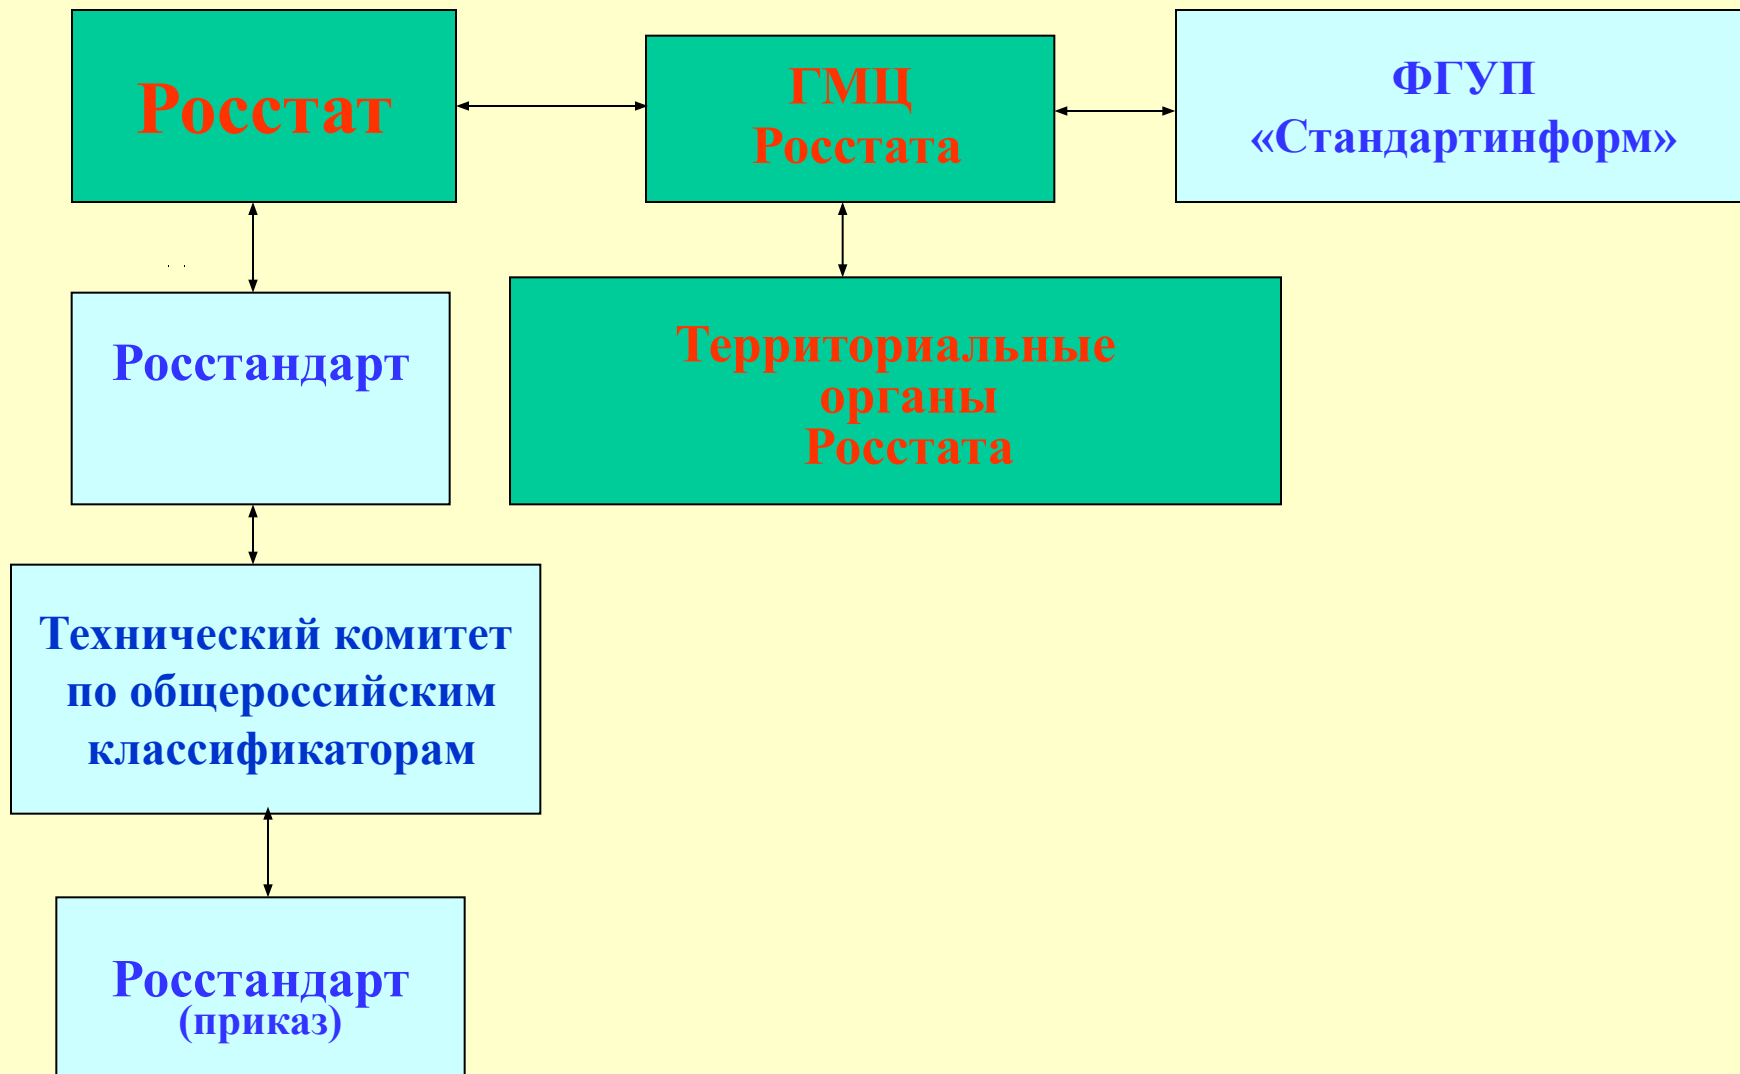 Росстат
ГМЦ
Росстата
ФГУП
«Стандартинформ»
Росстандарт
Территориальные
органы
Росстата
Технический комитет
по общероссийским
классификаторам
Росстандарт
(приказ)